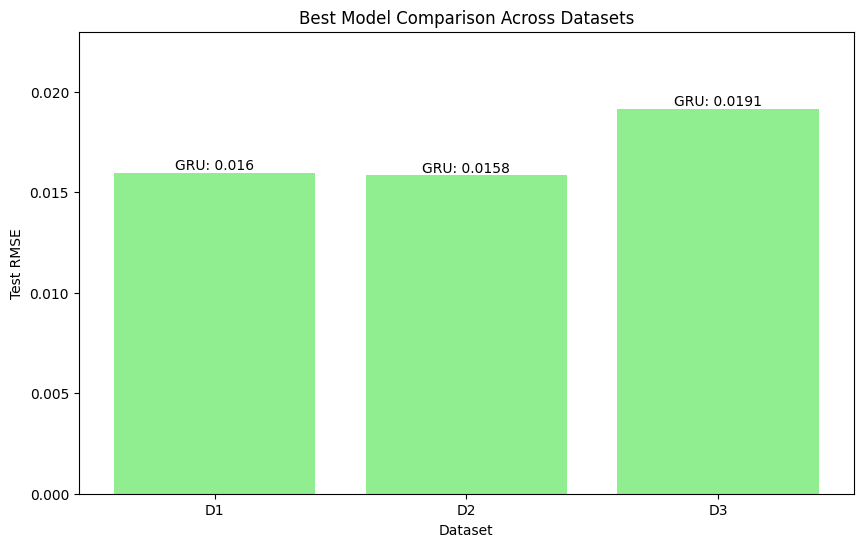 Best Model Comparison Across Datasets
Test RMSE
0.020
0.015
0.010
0.005
0.000
GRU: 0.016
GRU: 0.0158
GRU: 0.0191
D1
D2
D3
Dataset